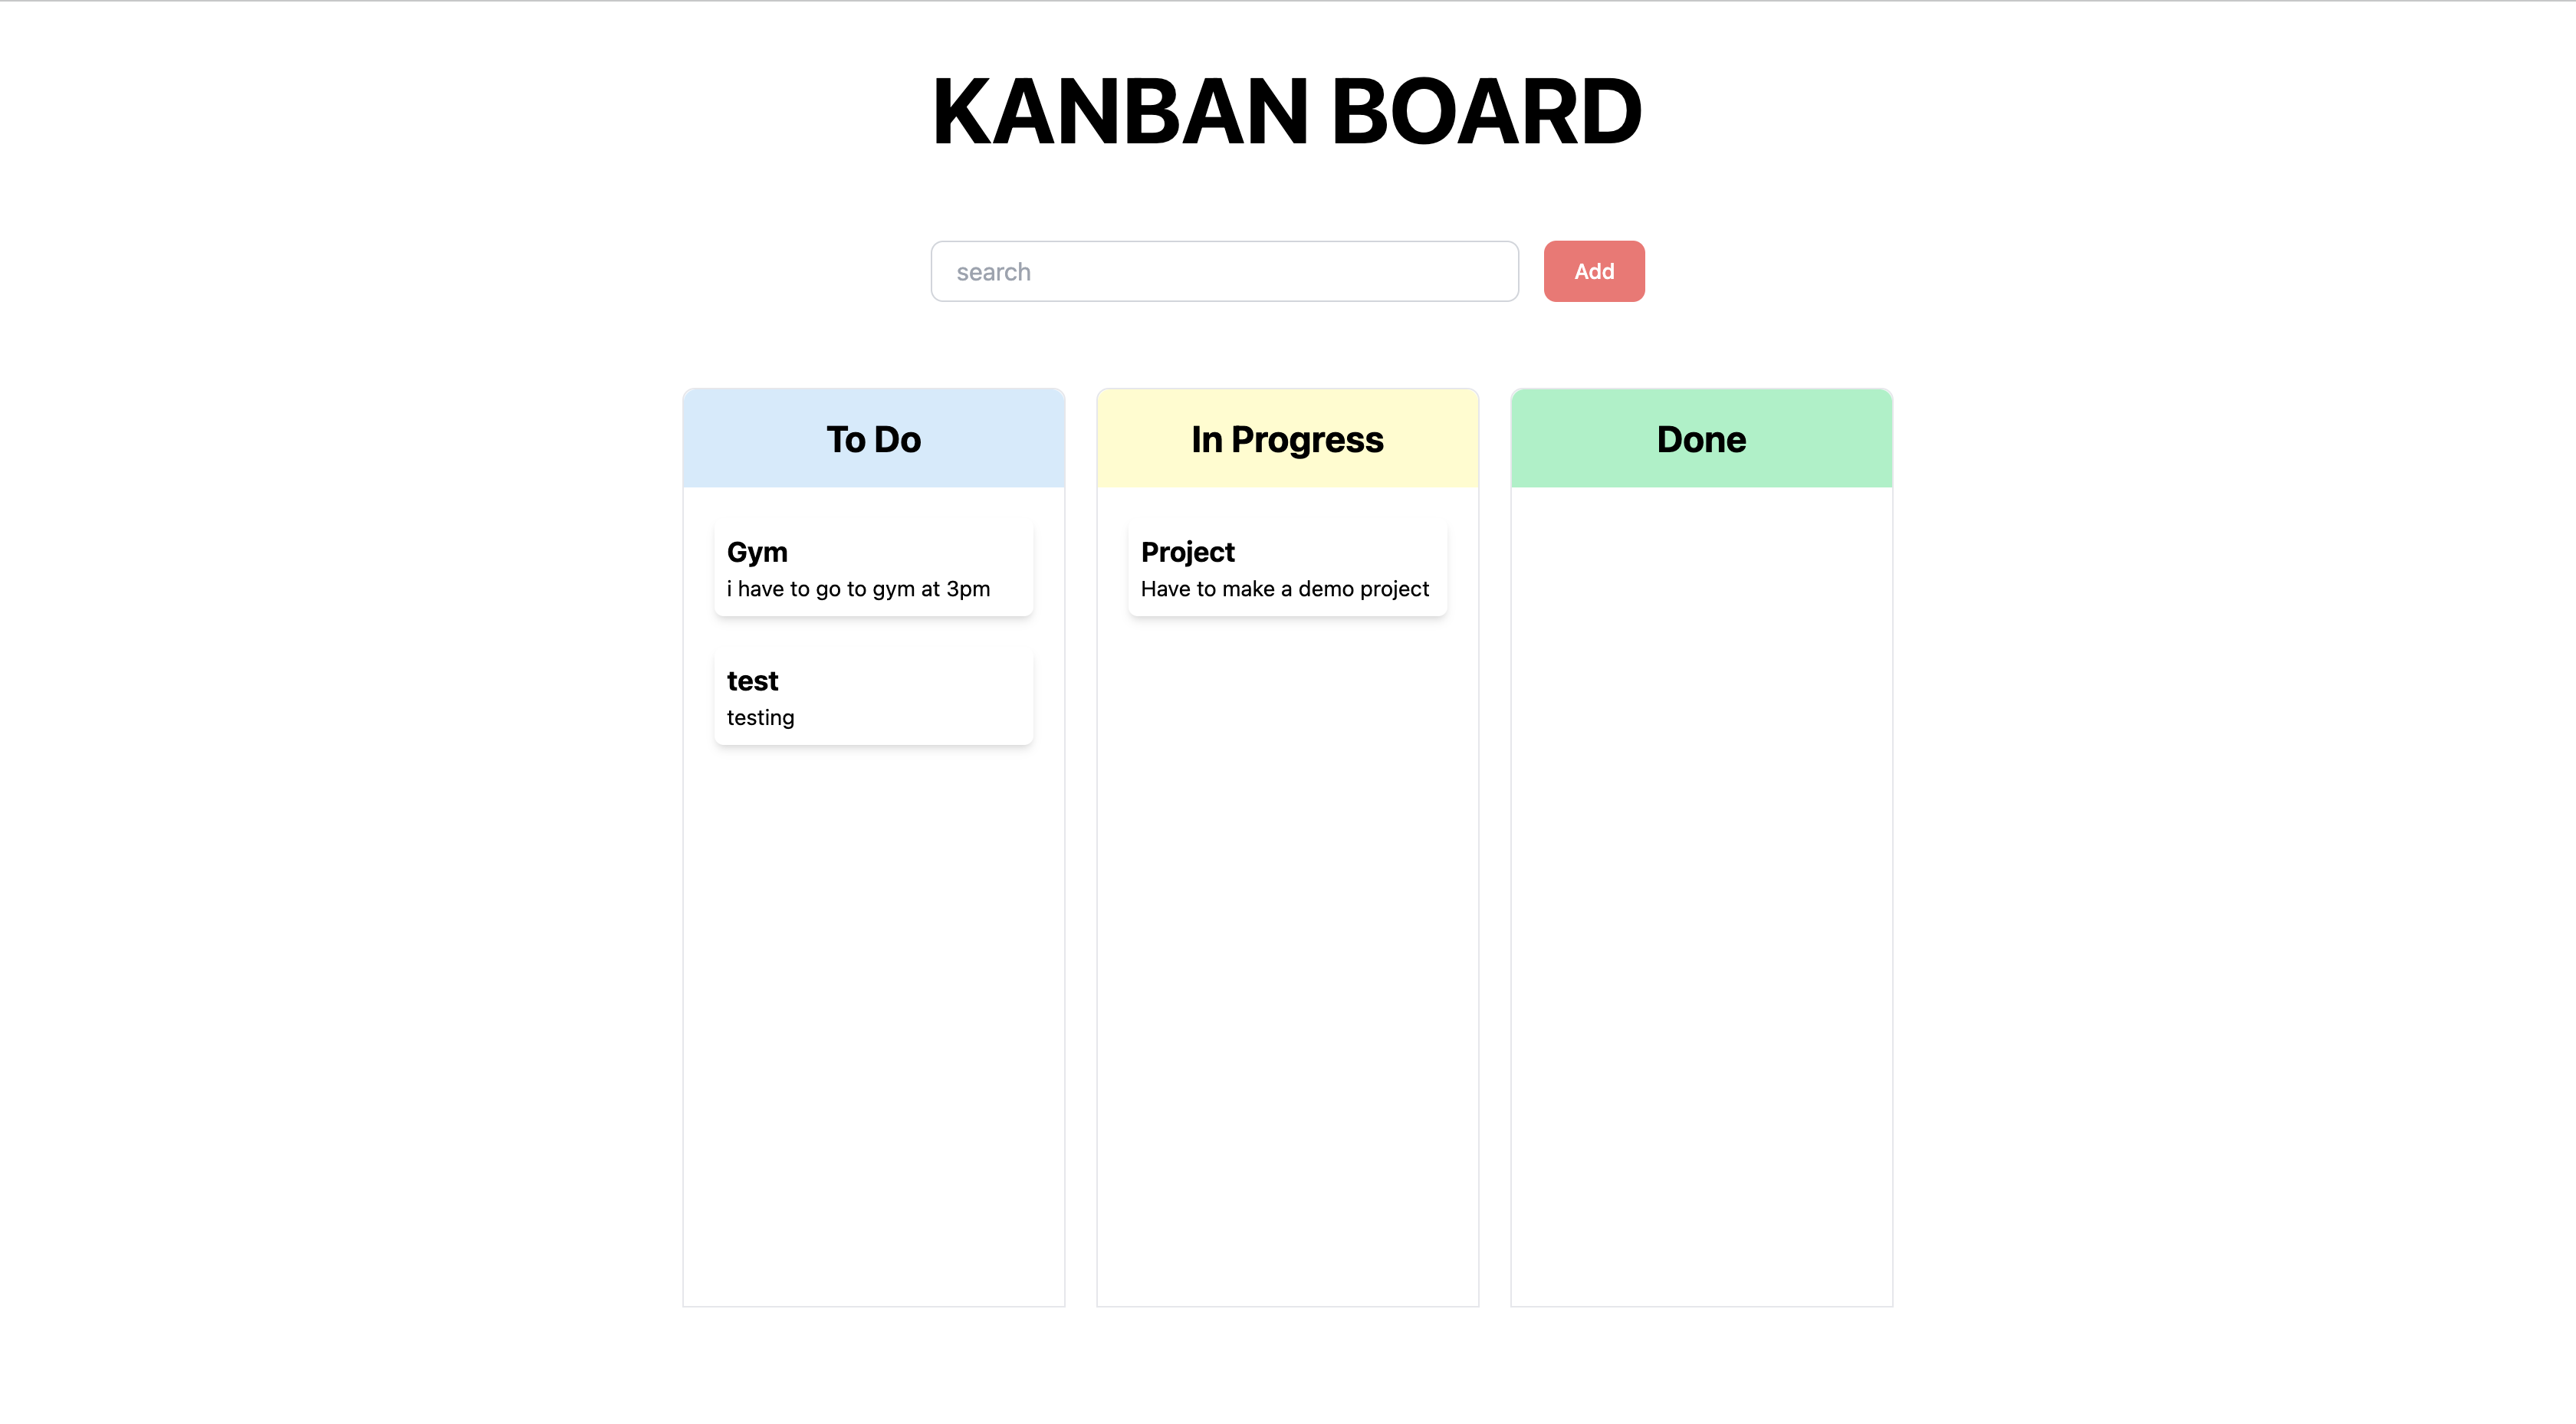 KANBAN BOARD
search
Add
To Do
In Progress
Done
Gym
i have to go to gym at 3pm
test
testing
Project
Have to make a demo project